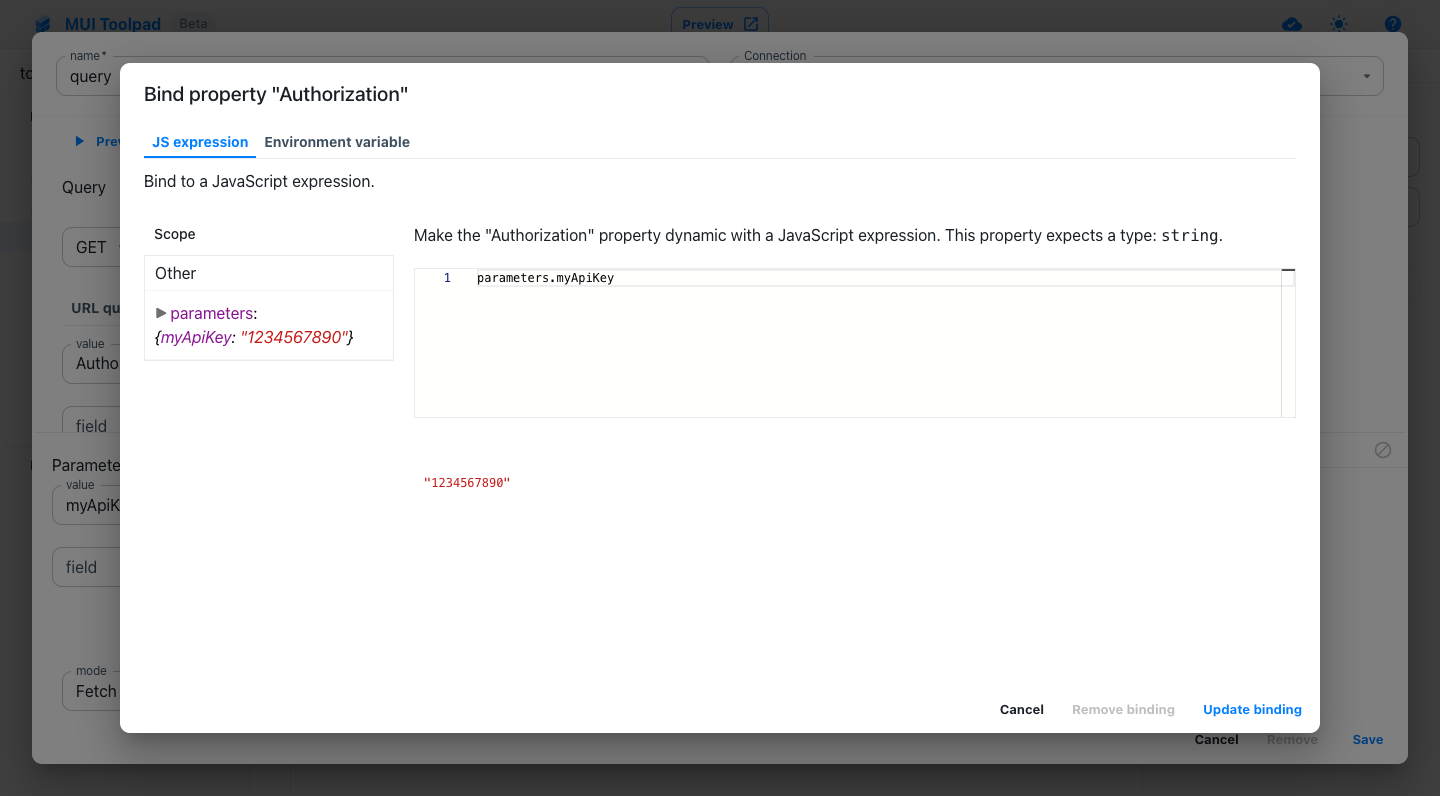 MUI Toolpad Beta Preview
name* Connection
query
Bind property "Authorization"
JS expression Environment variable
Bind to a JavaScript expression.
Query
GET
Scope
Make the "Authorization" property dynamic with a JavaScript expression. This property expects a type: string.
Other
1 parameters.myApiKey
parameters:
{myApiKey: "1234567890"}
URL qu
value
Autho
field
Paramete
value
myApiK
"1234567890"
field
mode
Fetch
Cancel Remove binding Update binding
Cancel Remove Save